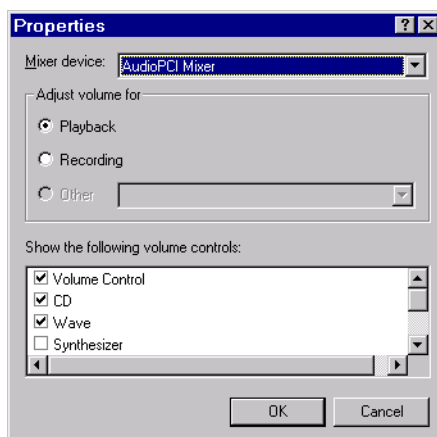 Properties
Mixer device: AudioPCI Mixer
Adjust volume for
Playback
Recording
Other
Show the following volume controls:
Volume Control
CD
Wave
Synthesizer
OK Cancel